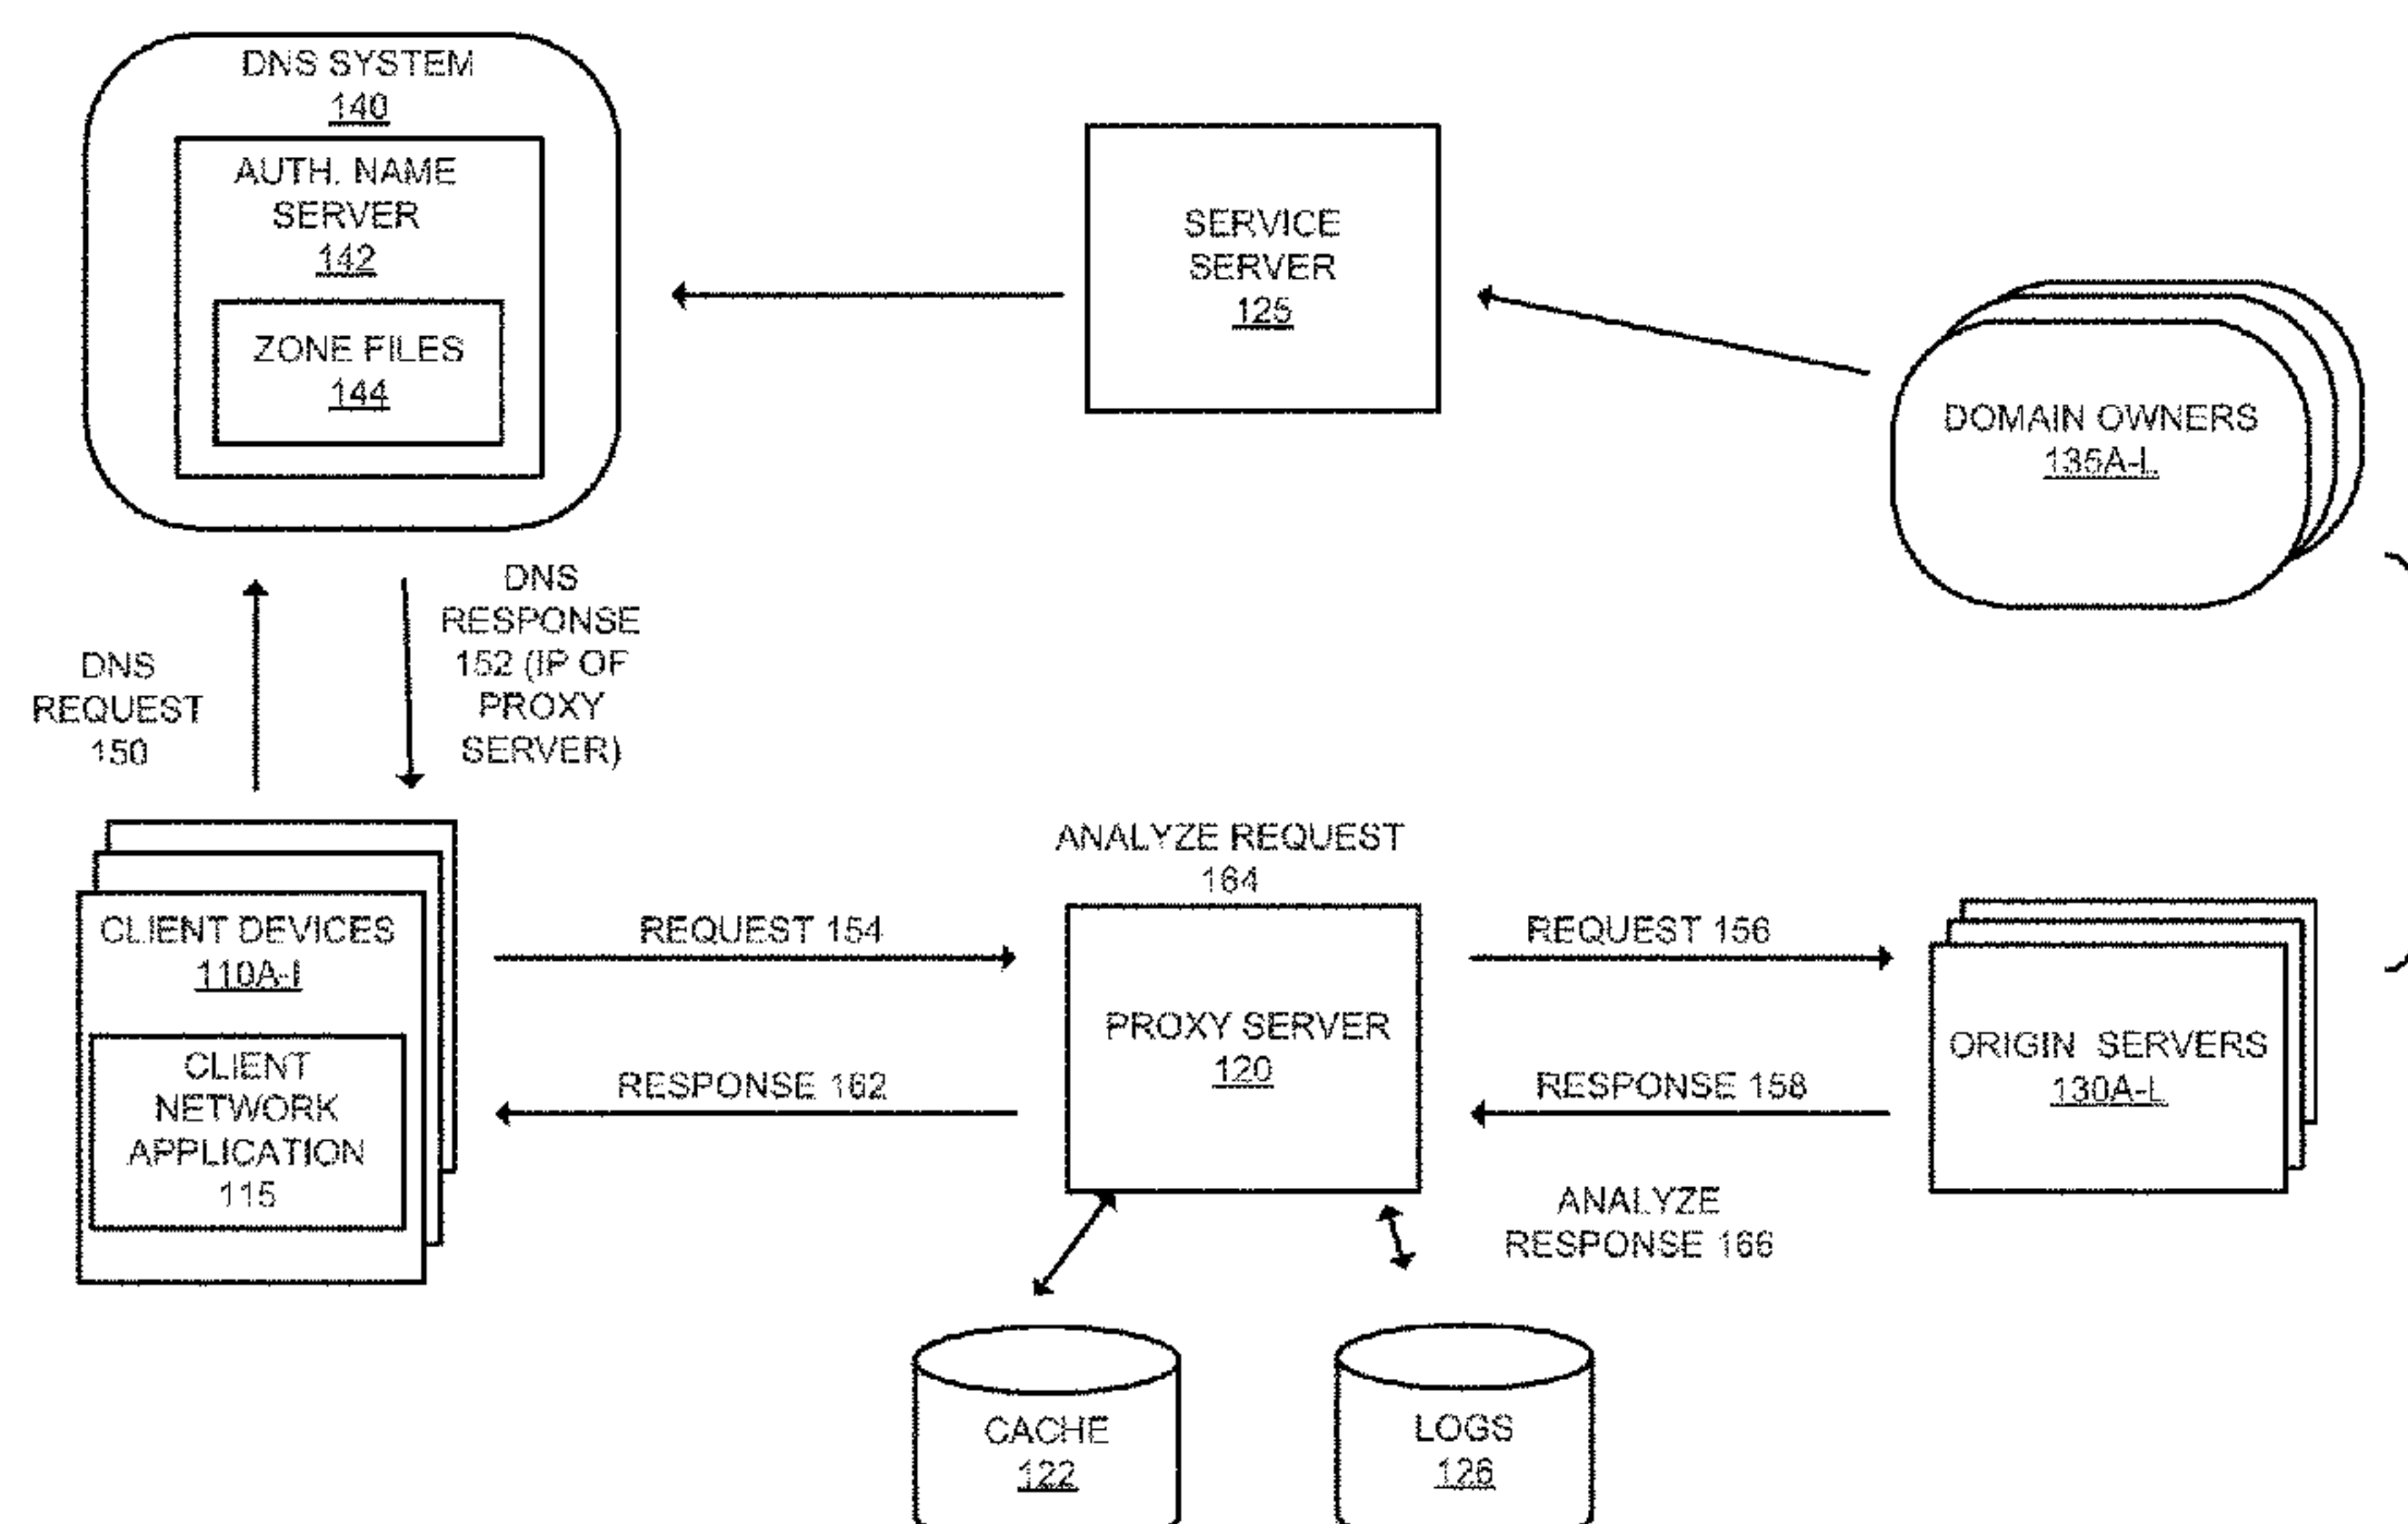 DNS SYSTEM
140
AUTH. NAME
SERVER
142
ZONE FILES
144
SERVICE
SERVER
125
DOMAIN OWNERS
135A-L
DNS
REQUEST
150
DNS
RESPONSE
152 (IP OF
PROXY
SERVER)
CLIENT DEVICES
110A-I
CLIENT
NETWORK
APPLICATION
115
REQUEST 154
RESPONSE 162
ANALYZE REQUEST
164
PROXY SERVER
120
REQUEST 156
RESPONSE 158
ORIGIN SERVERS
130A-L
ANALYZE
RESPONSE 166
CACHE
122
LOGS
126